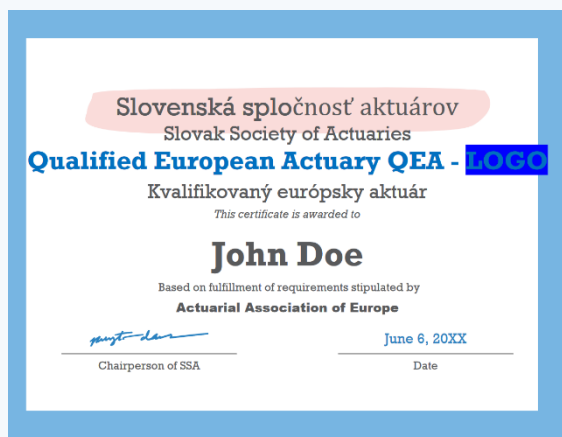 Slovenská spločnosť aktuárov
Slovak Society of Actuaries
Qualified European Actuary QEA - LOGO
Kvalifikovaný európsky aktuár
This certificate is awarded to
John Doe
Based on fulfillment of requirements stipulated by
Actuarial Association of Europe
June 6, 20XX
Chairperson of SSA
Date